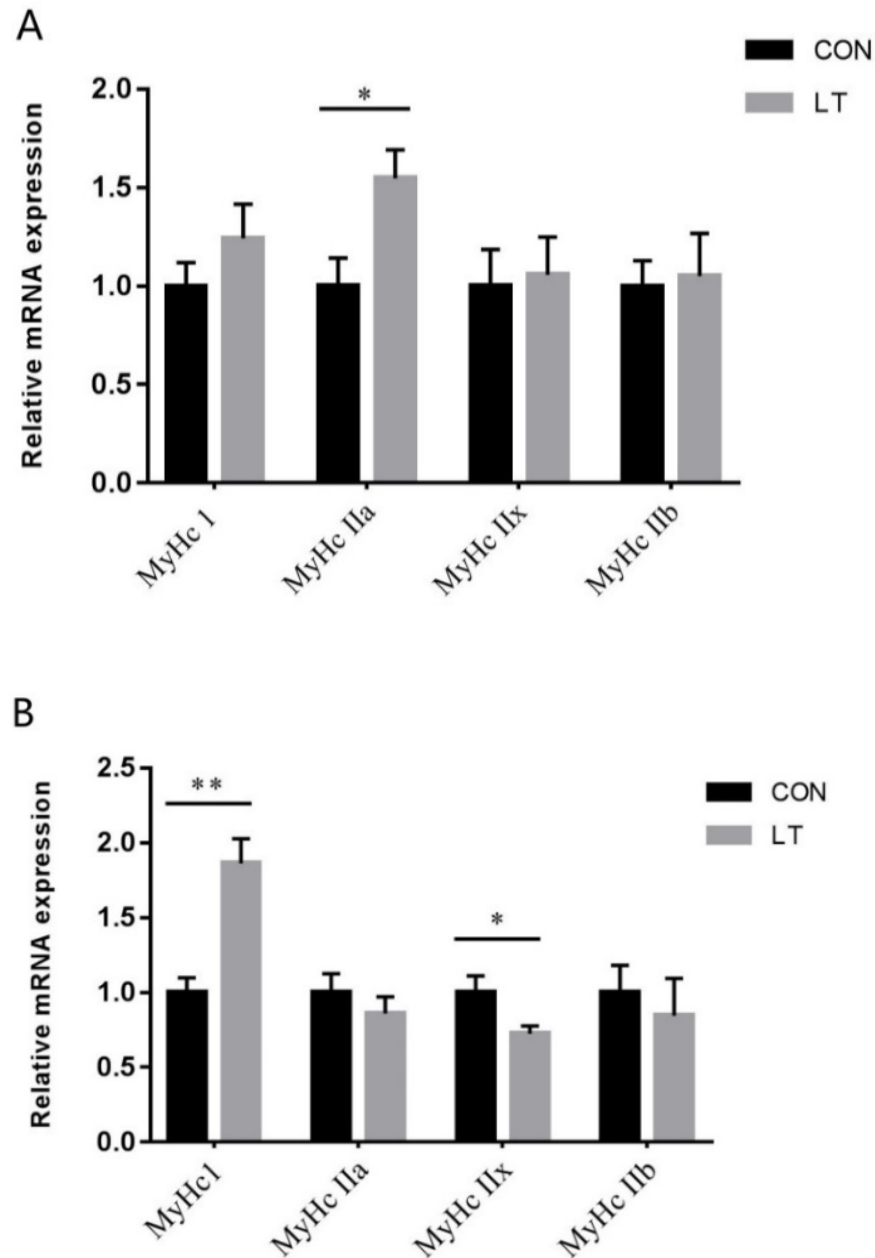 A
CON
LT
Relative mRNA expression
2.0
1.5
1.0
0.5
0.0
*
MyHc 1
MyHc IIa
MyHc IIx
MyHc IIb
B
CON
LT
Relative mRNA expression
2.5
2.0
1.5
1.0
0.5
0.0
**
*
MyHc1
MyHc IIa
MyHc IIx
MyHc IIb